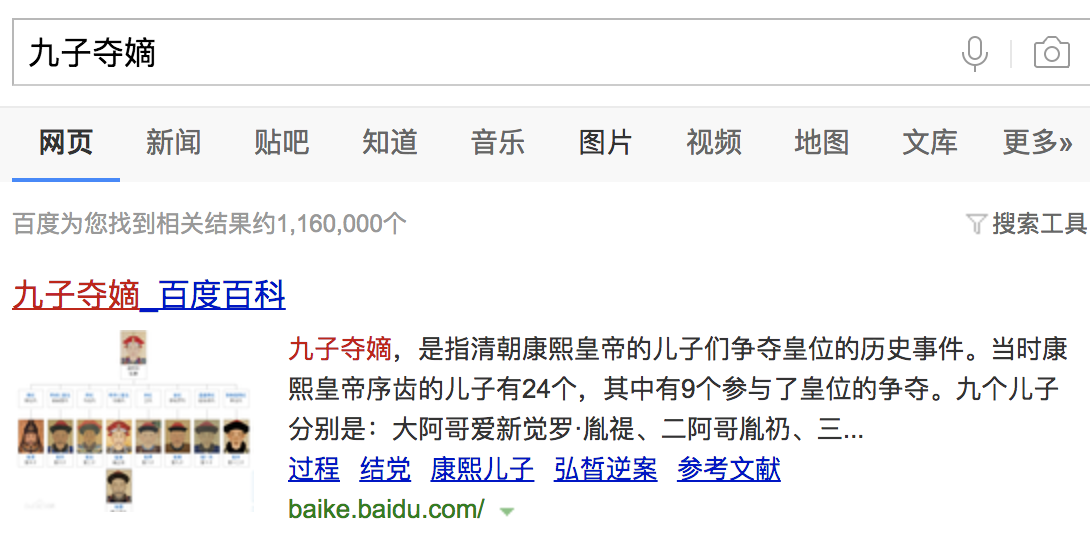 九子夺嫡
网页 新闻 贴吧 知道 音乐 图片 视频 地图 文库 更多»
百度为您找到相关结果约1,160,000个 搜索工具
九子夺嫡_百度百科
九子夺嫡，是指清朝康熙皇帝的儿子们争夺皇位的历史事件。当时康
熙皇帝序齿的儿子有24个，其中有9个参与了皇位的争夺。九个儿子
分别是：大阿哥爱新觉罗·胤禔、二阿哥胤礽、三...
过程 结党 康熙儿子 弘皙逆案 参考文献
baike.baidu.com/